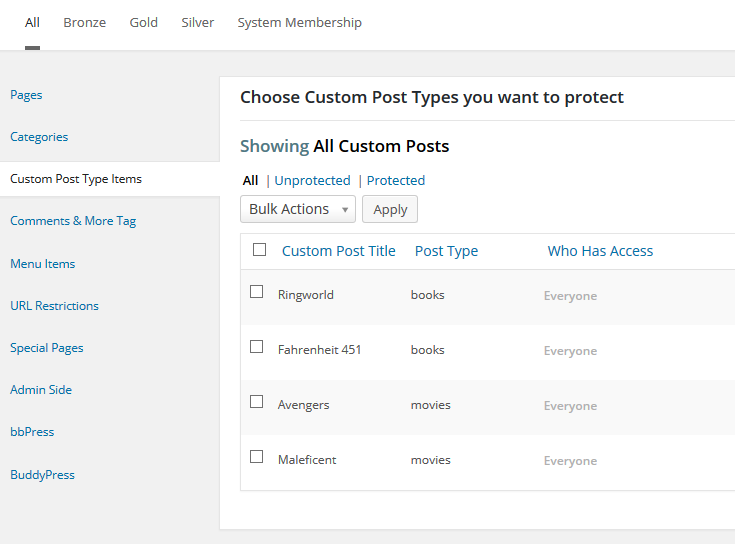 All Bronze Gold Silver System Membership
Pages
Categories
Custom Post Type Items
Comments & More Tag
Menu Items
URL Restrictions
Special Pages
Admin Side
bbPress
BuddyPress
Choose Custom Post Types you want to protect
Showing All Custom Posts
All | Unprotected | Protected
Bulk Actions Apply
Custom Post Title Post Type Who Has Access
Ringworld books Everyone
Fahrenheit 451 books Everyone
Avengers movies Everyone
Maleficent movies Everyone